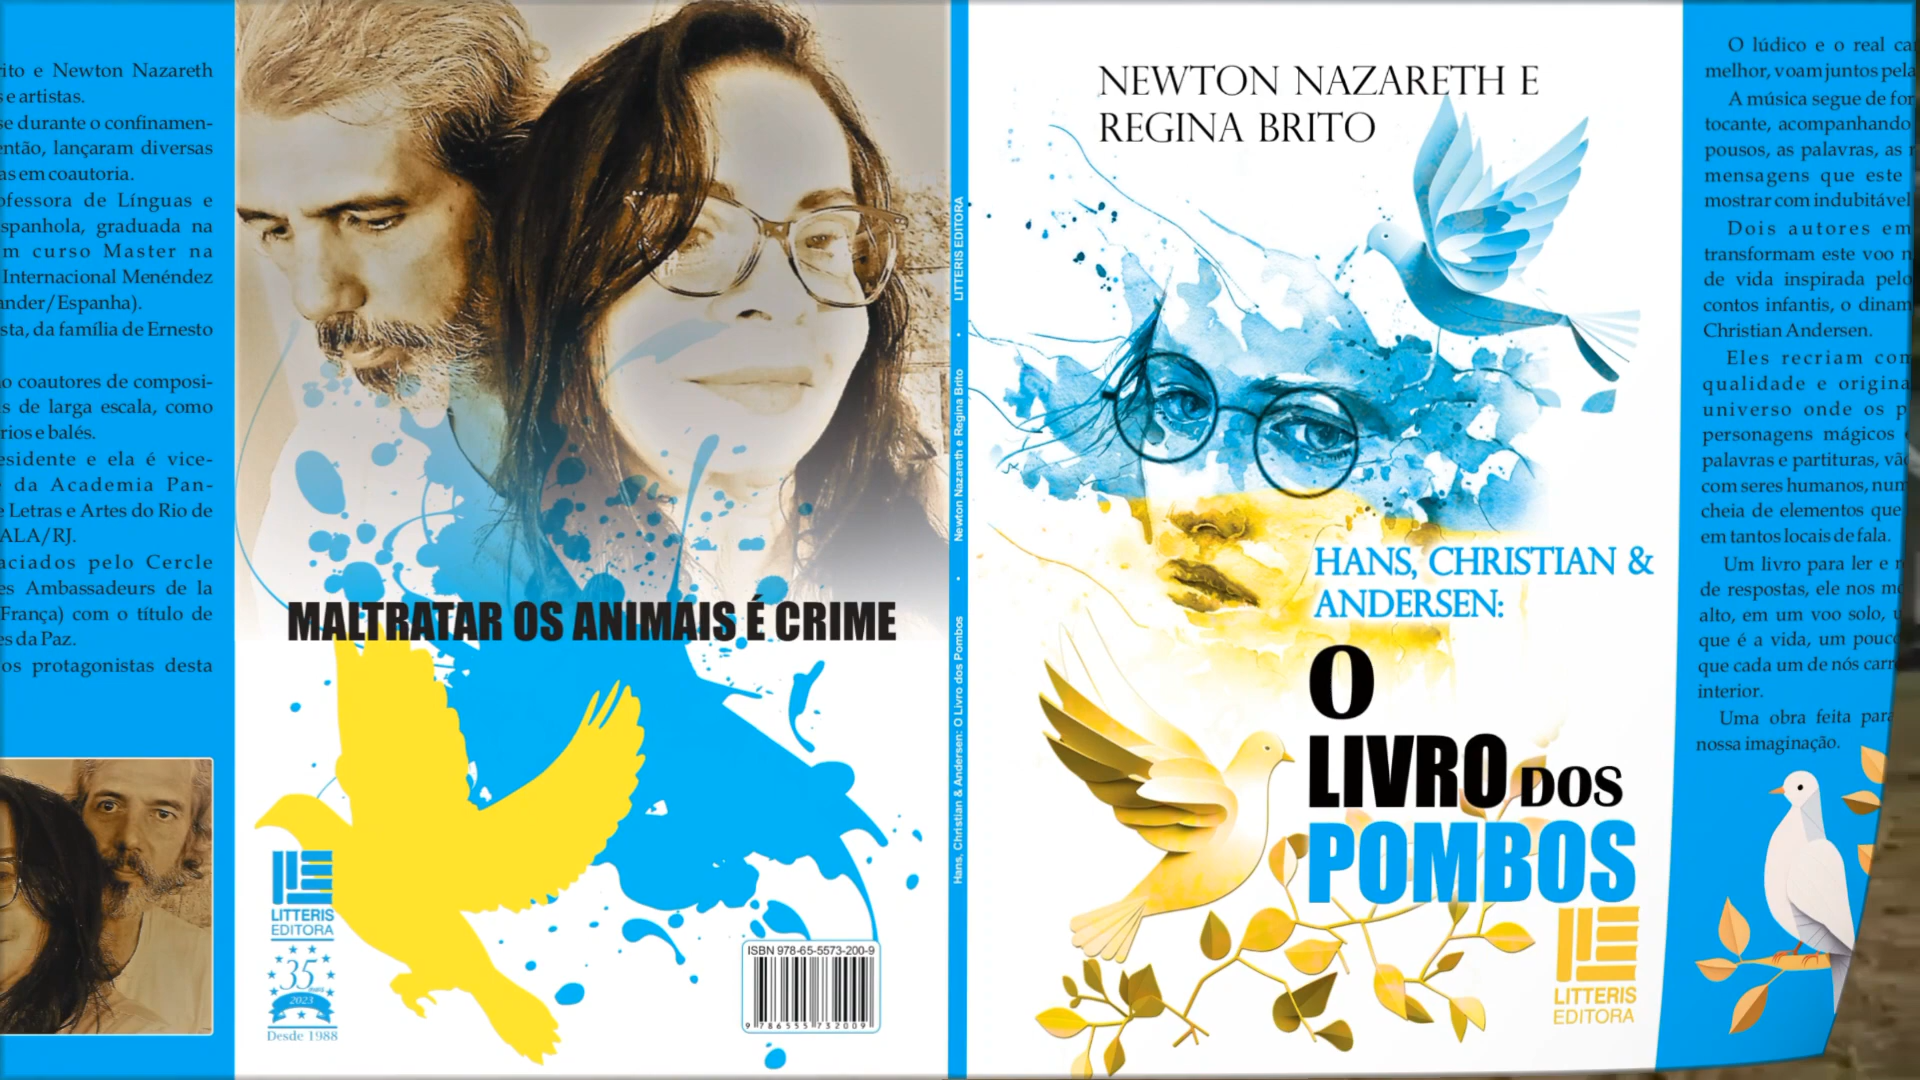 rito e Newton Nazareth
s e artistas.
se durante o confinamen-
então, lançaram diversas
as em coautoria.
ofessora de Línguas e
spanhola, graduada na
m curso Master na
Internacional Menéndez
ander/Espanha).
sta, da família de Ernesto
o coautores de composi-
s de larga escala, como
rios e balés.
esidente e ela é vice-
da Academia Pan-
e Letras e Artes do Rio de
ALA/RJ.
aciados pelo Cercle
es Ambassadeurs de la
França) com o título de
es da Paz.
os protagonistas desta
MALTRATAR OS ANIMAIS É CRIME
LITTERIS
EDITORA
35
anos
2023
Desde 1988
ISBN 978-65-5573-200-9
9 786555 732009
Hans, Christian & Andersen: O Livro dos Pombos • Newton Nazareth e Regina Brito • LITTERIS EDITORA
NEWTON NAZARETH E
REGINA BRITO
HANS, CHRISTIAN &
ANDERSEN:
O
LIVRO DOS
POMBOS
LITTERIS
EDITORA
O lúdico e o real ca
melhor, voam juntos pela
A música segue de for
tocante, acompanhando
pousos, as palavras, as
mensagens que este
mostrar com indubitável
Dois autores em
transformam este voo n
de vida inspirada pelo
contos infantis, o dinam
Christian Andersen.
Eles recriam com
qualidade e origina
universo onde os p
personagens mágicos
palavras e partituras, vão
com seres humanos, num
cheia de elementos que
em tantos locais de fala.
Um livro para ler e r
de respostas, ele nos mo
alto, em um voo solo, u
que é a vida, um pouco
que cada um de nós carr
interior.
Uma obra feita para
nossa imaginação.